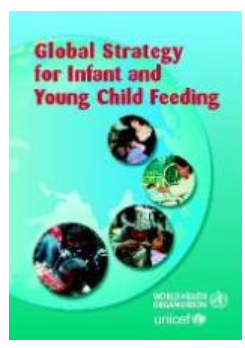 Global Strategy
for Infant and
Young Child Feeding
WORLD HEALTH
ORGANIZATION
unicef